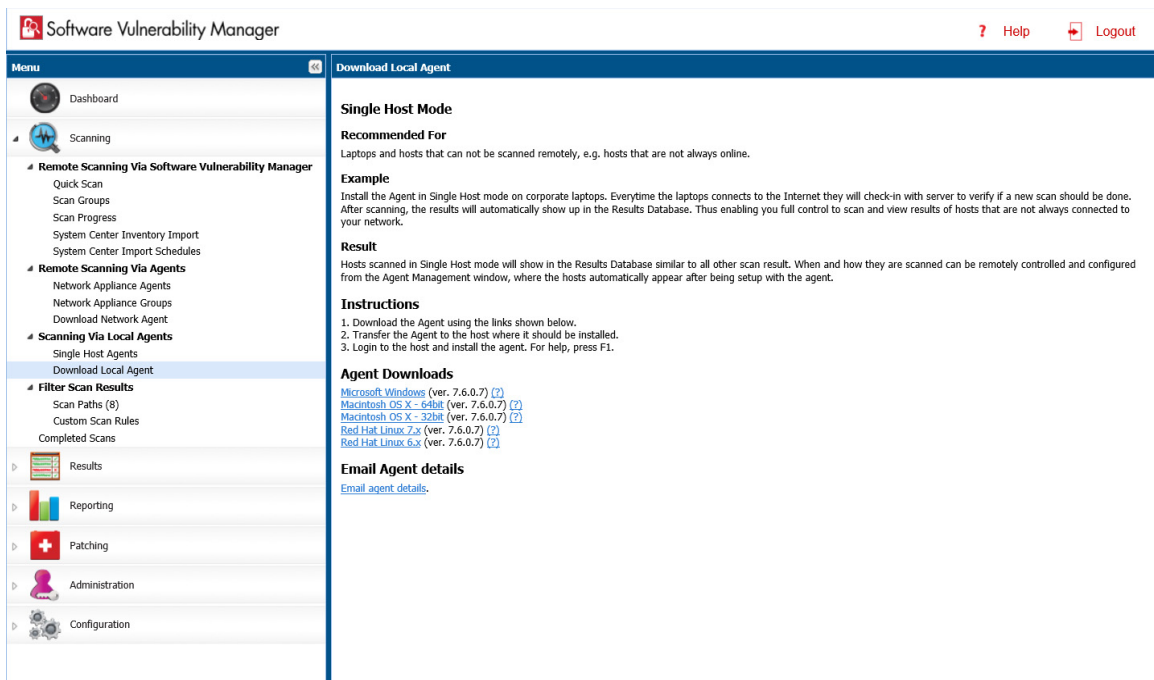 Software Vulnerability Manager
? Help
Logout
Menu
Dashboard
Scanning
Remote Scanning Via Software Vulnerability Manager
Quick Scan
Scan Groups
Scan Progress
System Center Inventory Import
System Center Import Schedules
Remote Scanning Via Agents
Network Appliance Agents
Network Appliance Groups
Download Network Agent
Scanning Via Local Agents
Single Host Agents
Download Local Agent
Filter Scan Results
Scan Paths (8)
Custom Scan Rules
Completed Scans
Results
Reporting
Patching
Administration
Configuration
Download Local Agent
Single Host Mode
Recommended For
Laptops and hosts that can not be scanned remotely, e.g. hosts that are not always online.
Example
Install the Agent in Single Host mode on corporate laptops. Everytime the laptops connects to the Internet they will check-in with server to verify if a new scan should be done.
After scanning, the results will automatically show up in the Results Database. Thus enabling you full control to scan and view results of hosts that are not always connected to
your network.
Result
Hosts scanned in Single Host mode will show in the Results Database similar to all other scan result. When and how they are scanned can be remotely controlled and configured
from the Agent Management window, where the hosts automatically appear after being setup with the agent.
Instructions
1. Download the Agent using the links shown below.
2. Transfer the Agent to the host where it should be installed.
3. Login to the host and install the agent. For help, press F1.
Agent Downloads
Microsoft Windows (ver. 7.6.0.7) (?)
Macintosh OS X - 64bit (ver. 7.6.0.7) (?)
Macintosh OS X - 32bit (ver. 7.6.0.7) (?)
Red Hat Linux 7.x (ver. 7.6.0.7) (?)
Red Hat Linux 6.x (ver. 7.6.0.7) (?)
Email Agent details
Email agent details.